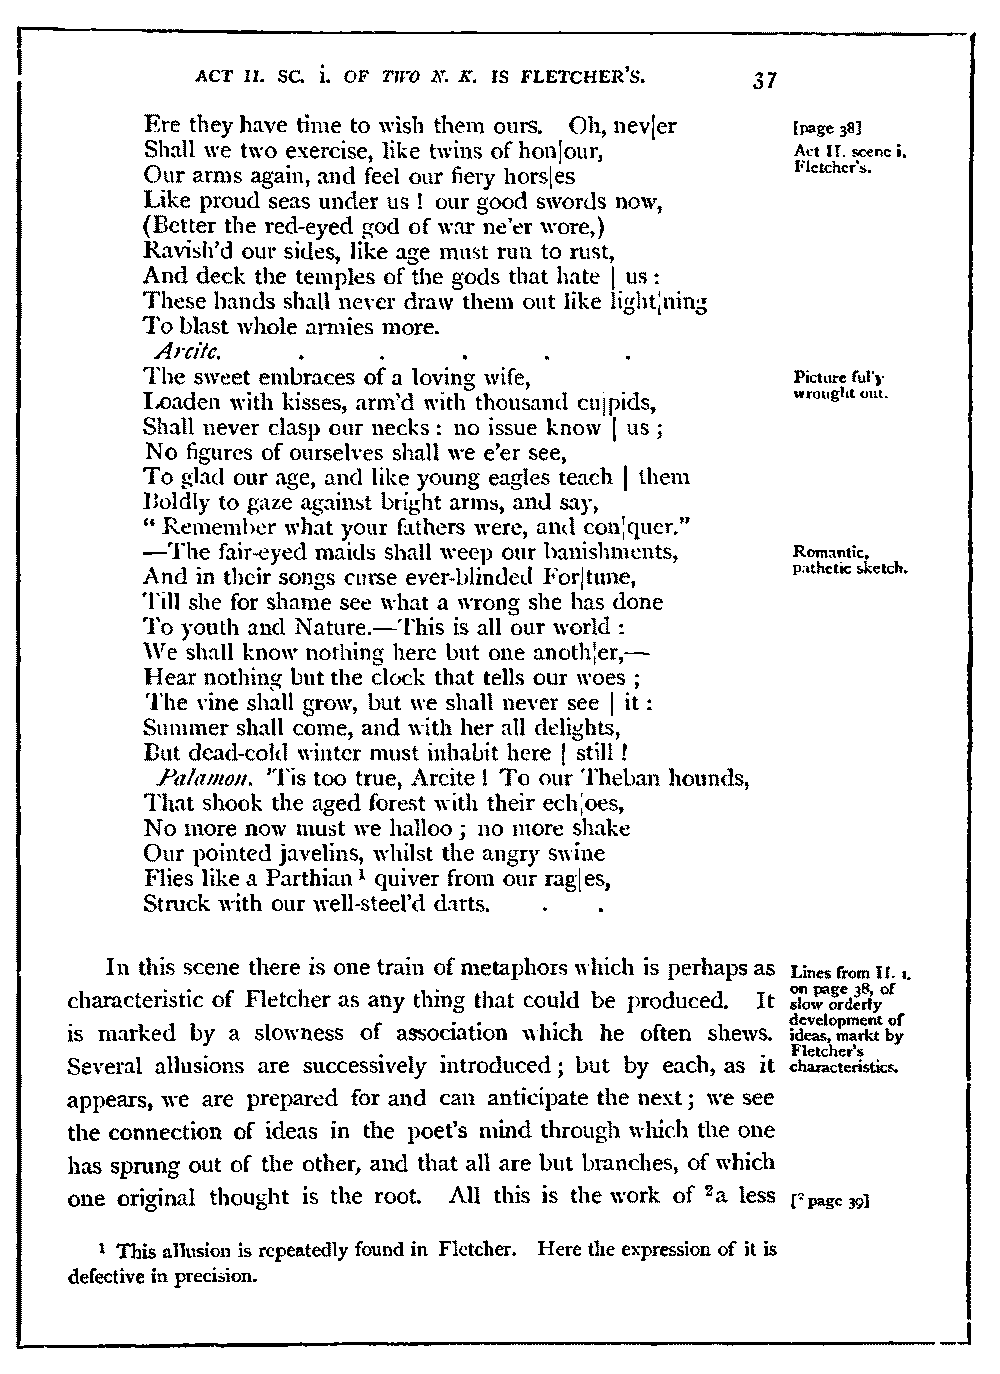 ACT II. SC. i. OF TWO N. K. IS FLETCHER'S. 37
Ere they have time to wish them ours. Oh, nev|er
[page 38]
Shall we two exercise, like twins of hon|our,
Act II. scene i.
Fletcher's.
Our arms again, and feel our fiery hors|es
Like proud seas under us ! our good swords now,
(Better the red-eyed god of war ne'er wore,)
Ravish'd our sides, like age must run to rust,
And deck the temples of the gods that hate | us :
These hands shall never draw them out like light|ning
To blast whole armies more.
Arcite. . . . . .
The sweet embraces of a loving wife,
Picture fully
wrought out.
Loaden with kisses, arm'd with thousand cu|pids,
Shall never clasp our necks : no issue know | us ;
No figures of ourselves shall we e'er see,
To glad our age, and like young eagles teach | them
Boldly to gaze against bright arms, and say,
“ Remember what your fathers were, and con|quer.”
—The fair-eyed maids shall weep our banishments,
Romantic,
pathetic sketch.
And in their songs curse ever-blinded For|tune,
Till she for shame see what a wrong she has done
To youth and Nature.—This is all our world :
We shall know nothing here but one anoth|er,—
Hear nothing but the clock that tells our woes ;
The vine shall grow, but we shall never see | it :
Summer shall come, and with her all delights,
But dead-cold winter must inhabit here | still !
Palamon. 'Tis too true, Arcite ! To our Theban hounds,
That shook the aged forest with their ech|oes,
No more now must we halloo ; no more shake
Our pointed javelins, whilst the angry swine
Flies like a Parthian ¹ quiver from our rag|es,
Struck with our well-steel'd darts. . .
In this scene there is one train of metaphors which is perhaps as
characteristic of Fletcher as any thing that could be produced. It
is marked by a slowness of association which he often shews.
Several allusions are successively introduced ; but by each, as it
appears, we are prepared for and can anticipate the next ; we see
the connection of ideas in the poet's mind through which the one
has sprung out of the other, and that all are but branches, of which
one original thought is the root. All this is the work of ²a less
Lines from II. 1.
on page 38, of
slow orderly
development of
ideas, markt by
Fletcher's
characteristics.
[² page 39]
¹ This allusion is repeatedly found in Fletcher. Here the expression of it is
defective in precision.